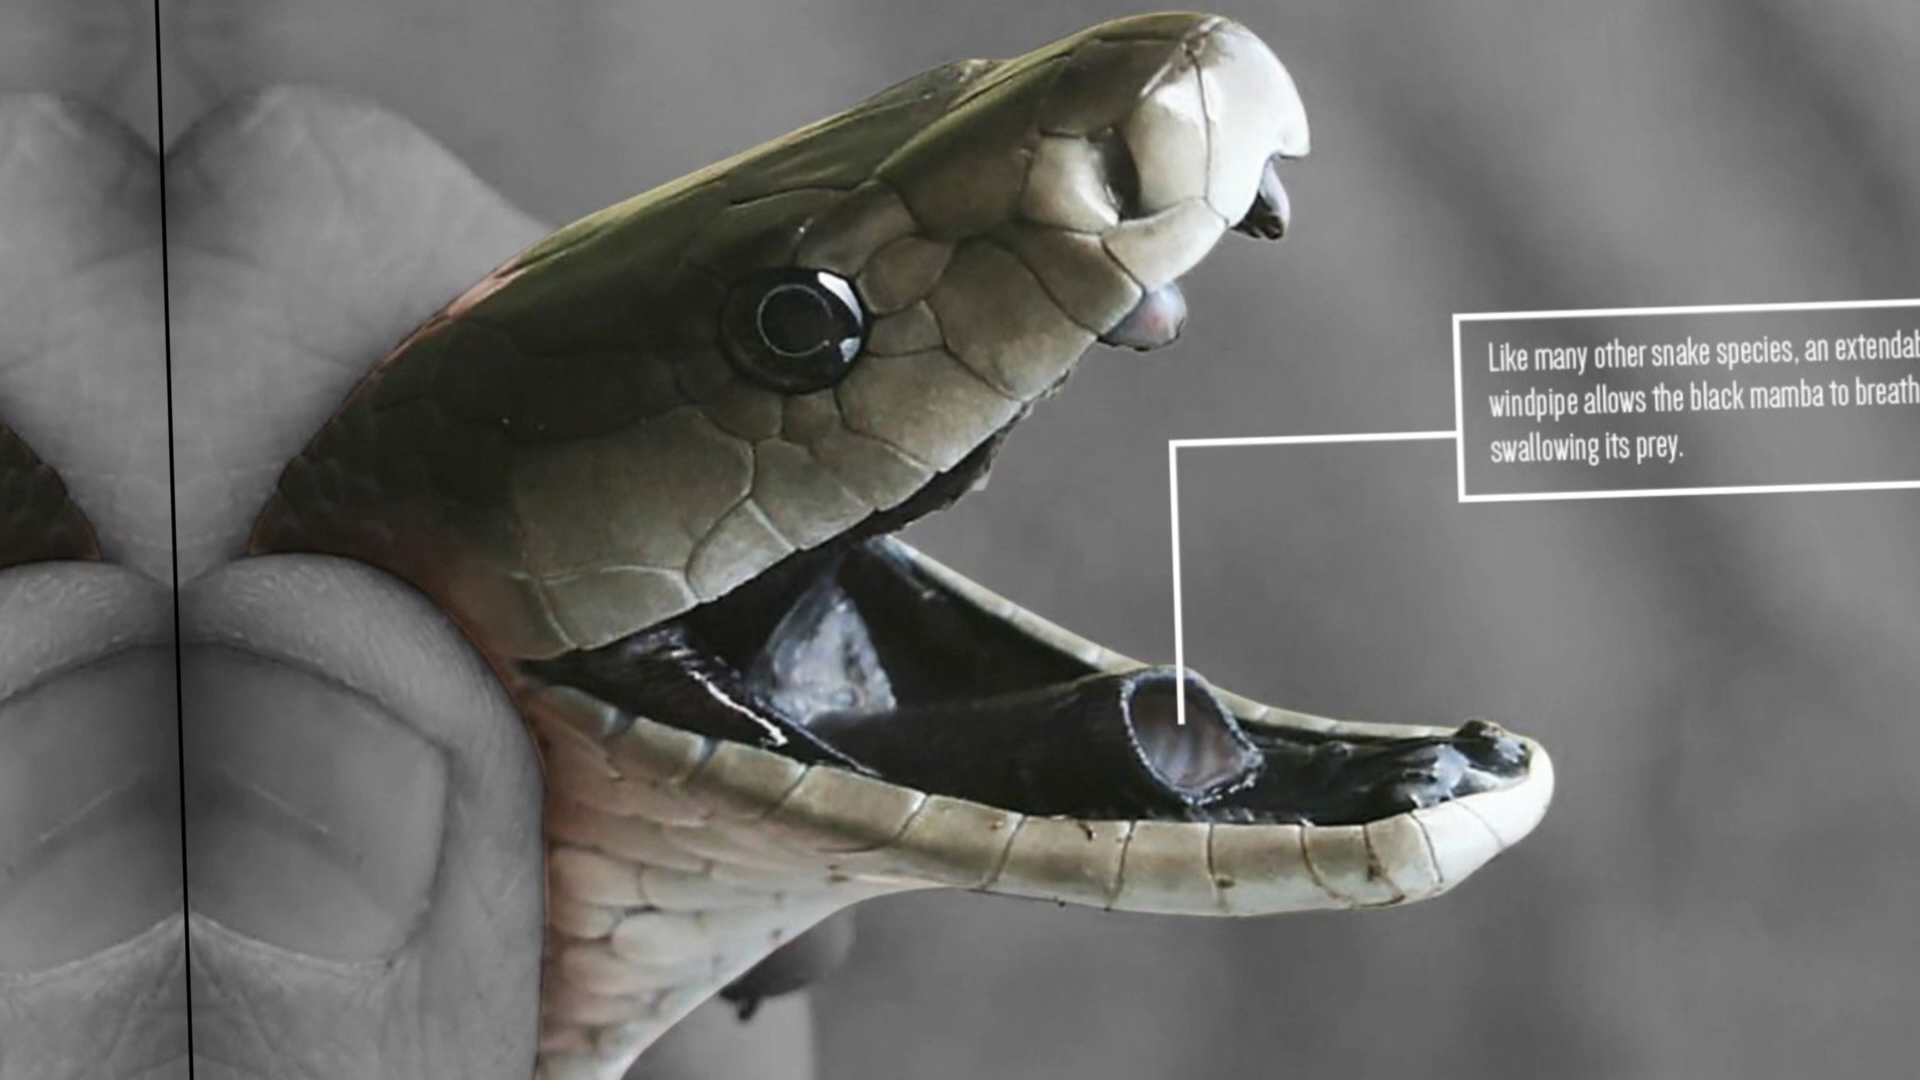 Like many other snake species, an
windpipe allows the black mamba to
swallowing its prey.